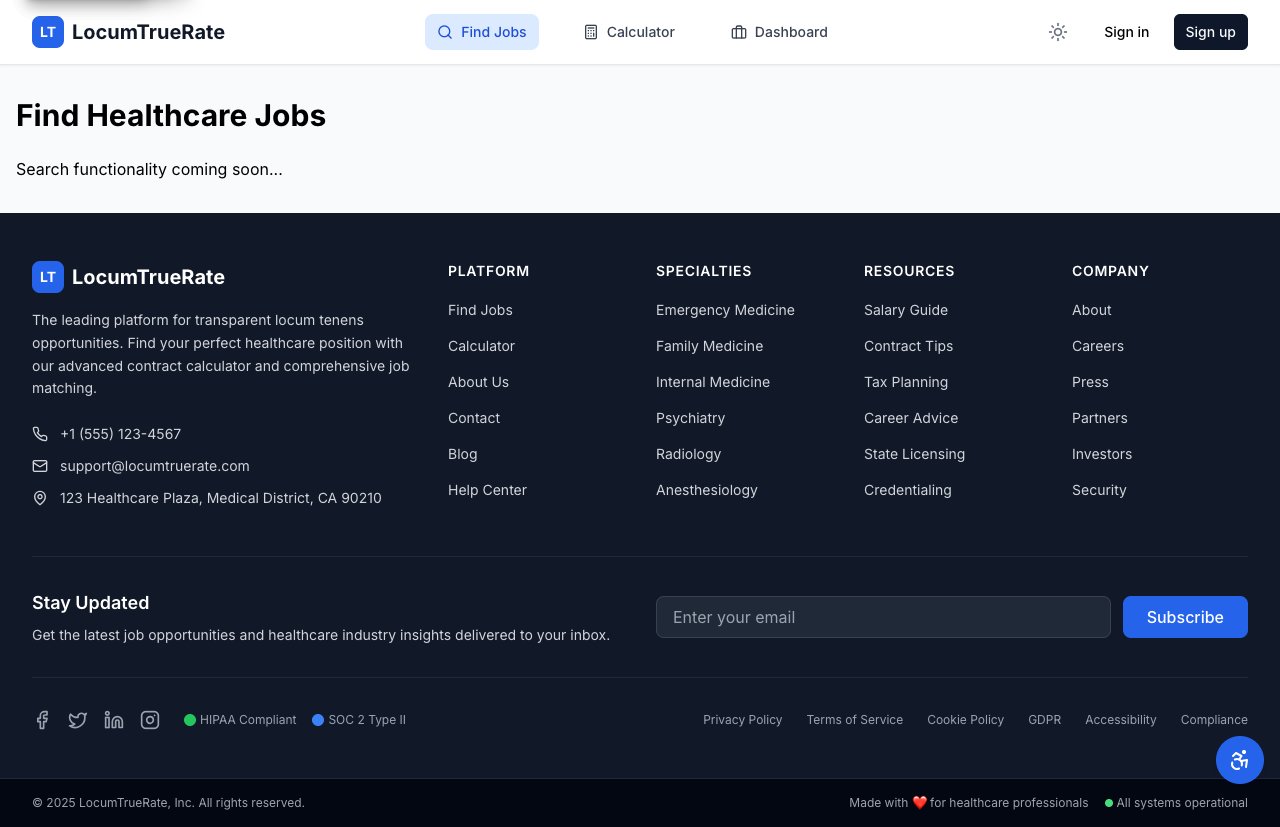 LT LocumTrueRate
Find Jobs
Calculator
Dashboard
Sign in
Sign up
Find Healthcare Jobs
Search functionality coming soon...
LT LocumTrueRate
The leading platform for transparent locum tenens
opportunities. Find your perfect healthcare position with
our advanced contract calculator and comprehensive job
matching.
+1 (555) 123-4567
support@locumtruerate.com
123 Healthcare Plaza, Medical District, CA 90210
PLATFORM
Find Jobs
Calculator
About Us
Contact
Blog
Help Center
SPECIALTIES
Emergency Medicine
Family Medicine
Internal Medicine
Psychiatry
Radiology
Anesthesiology
RESOURCES
Salary Guide
Contract Tips
Tax Planning
Career Advice
State Licensing
Credentialing
COMPANY
About
Careers
Press
Partners
Investors
Security
Stay Updated
Get the latest job opportunities and healthcare industry insights delivered to your inbox.
Enter your email
Subscribe
HIPAA Compliant
SOC 2 Type II
Privacy Policy
Terms of Service
Cookie Policy
GDPR
Accessibility
Compliance
© 2025 LocumTrueRate, Inc. All rights reserved.
Made with ❤️ for healthcare professionals
All systems operational